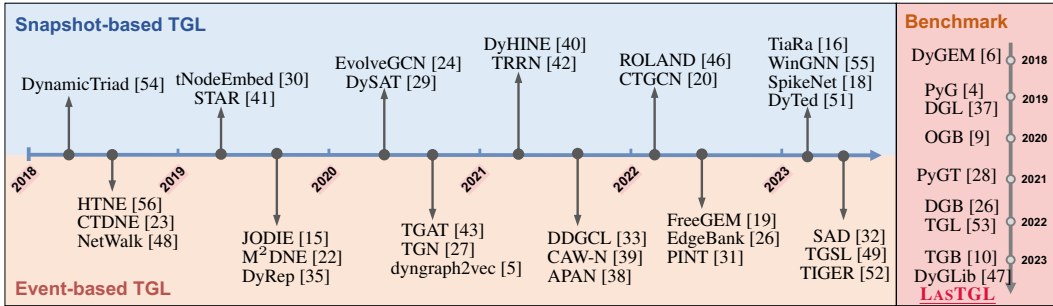 Snapshot-based TGL
DynamicTriad [54]
tNodeEmbed [30]
STAR [41]
EvolveGCN [24]
DySAT [29]
DyHINE [40]
TRRN [42]
ROLAND [46]
CTGCN [20]
TiaRa [16]
WinGNN [55]
SpikeNet [18]
DyTed [51]
2018
2019
2020
2021
2022
2023
HTNE [56]
CTDNE [23]
NetWalk [48]
JODIE [15]
M²DNE [22]
DyRep [35]
TGAT [43]
TGN [27]
dyngraph2vec [5]
DDGCL [33]
CAW-N [39]
APAN [38]
FreeGEM [19]
EdgeBank [26]
PINT [31]
SAD [32]
TGSL [49]
TIGER [52]
Event-based TGL
Benchmark
DyGEM [6] 2018
PyG [4]
DGL [37] 2019
OGB [9] 2020
PyGT [28] 2021
DGB [26]
TGL [53] 2022
TGB [10] 2023
DyGLib [47]
LASTGL